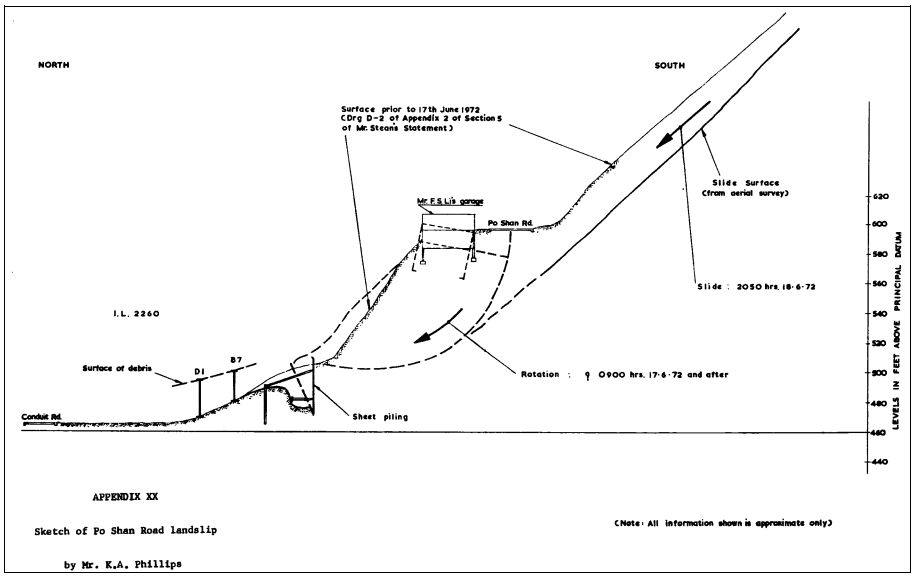 NORTH
SOUTH
Surface prior to 17th June 1972
(Drg D-2 of Appendix 2 of Section 5
of Mr. Stean's Statement)
Mr. F. S. Li's garage
Po Shan Rd.
Slide Surface
(from aerial survey)
Slide : 2050 hrs. 18·6·72
I.L. 2260
Surface of debris
D1
B7
Rotation : ? 0900 hrs. 17·6·72 and after
Sheet piling
Conduit Rd.
620
600
580
560
540
520
500
480
460
440
LEVELS IN FEET ABOVE PRINCIPAL DATUM
APPENDIX XX
Sketch of Po Shan Road landslip
by Mr. K.A. Phillips
(Note: All information shown is approximate only)